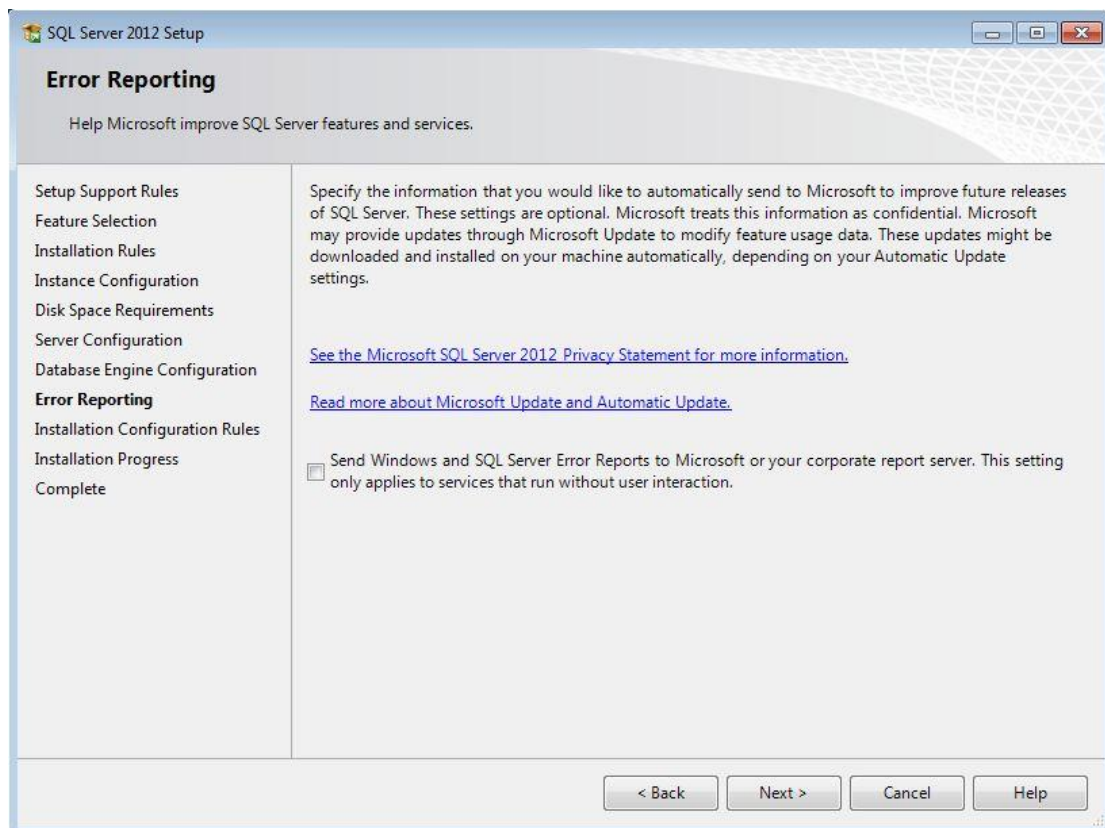 SQL Server 2012 Setup
Error Reporting
Help Microsoft improve SQL Server features and services.
Setup Support Rules
Feature Selection
Installation Rules
Instance Configuration
Disk Space Requirements
Server Configuration
Database Engine Configuration
Error Reporting
Installation Configuration Rules
Installation Progress
Complete
Specify the information that you would like to automatically send to Microsoft to improve future releases
of SQL Server. These settings are optional. Microsoft treats this information as confidential. Microsoft
may provide updates through Microsoft Update to modify feature usage data. These updates might be
downloaded and installed on your machine automatically, depending on your Automatic Update
settings.
See the Microsoft SQL Server 2012 Privacy Statement for more information.
Read more about Microsoft Update and Automatic Update.
Send Windows and SQL Server Error Reports to Microsoft or your corporate report server. This setting
only applies to services that run without user interaction.
< Back
Next >
Cancel
Help